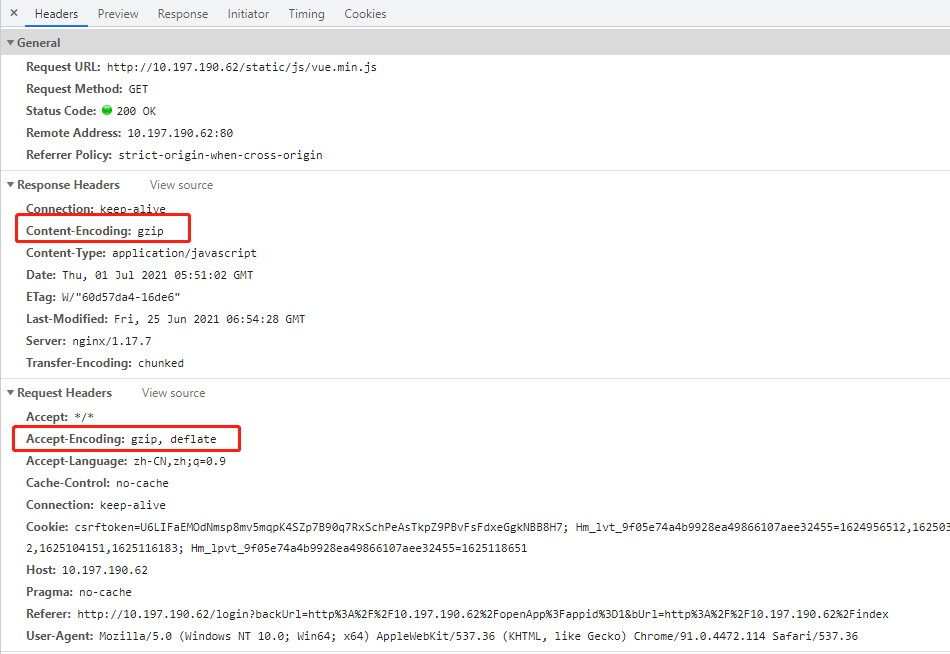 × Headers Preview Response Initiator Timing Cookies
▼General
Request URL: http://10.197.190.62/static/js/vue.min.js
Request Method: GET
Status Code: 200 OK
Remote Address: 10.197.190.62:80
Referrer Policy: strict-origin-when-cross-origin
▼Response Headers View source
Connection: keep-alive
Content-Encoding: gzip
Content-Type: application/javascript
Date: Thu, 01 Jul 2021 05:51:02 GMT
ETag: W/"60d57da4-16de6"
Last-Modified: Fri, 25 Jun 2021 06:54:28 GMT
Server: nginx/1.17.7
Transfer-Encoding: chunked
▼Request Headers View source
Accept: */*
Accept-Encoding: gzip, deflate
Accept-Language: zh-CN,zh;q=0.9
Cache-Control: no-cache
Connection: keep-alive
Cookie: csrftoken=U6LIFaEMOdNmsp8mv5mqpK4SZp7B90q7RxSchPeAsTkpZ9PBvFsFdxeGgkNBB8H7; Hm_lvt_9f05e74a4b9928ea49866107aee32455=1624956512,162503
2,1625104151,1625116183; Hm_lpvt_9f05e74a4b9928ea49866107aee32455=1625118651
Host: 10.197.190.62
Pragma: no-cache
Referer: http://10.197.190.62/login?backUrl=http%3A%2F%2F10.197.190.62%2FopenApp%3Fappid%3D1&bUrl=http%3A%2F%2F10.197.190.62%2Findex
User-Agent: Mozilla/5.0 (Windows NT 10.0; Win64; x64) AppleWebKit/537.36 (KHTML, like Gecko) Chrome/91.0.4472.114 Safari/537.36